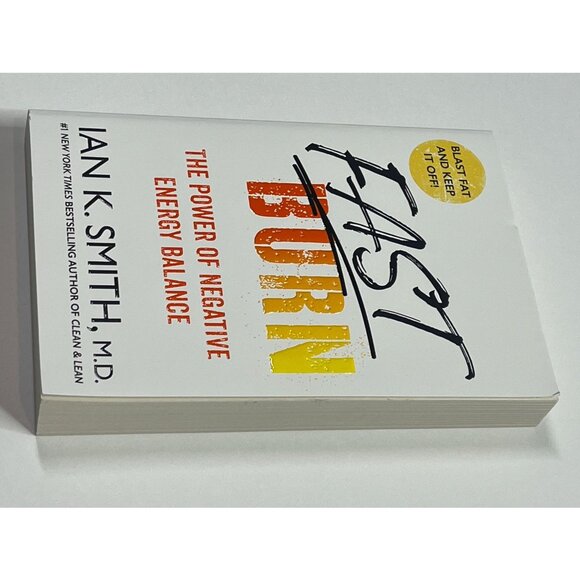 BLAST FAT
AND KEEP
IT OFF!
FAST
BURN
THE POWER OF NEGATIVE
ENERGY BALANCE
IAN K. SMITH, M.D.
#1 NEW YORK TIMES BESTSELLING AUTHOR OF CLEAN & LEAN